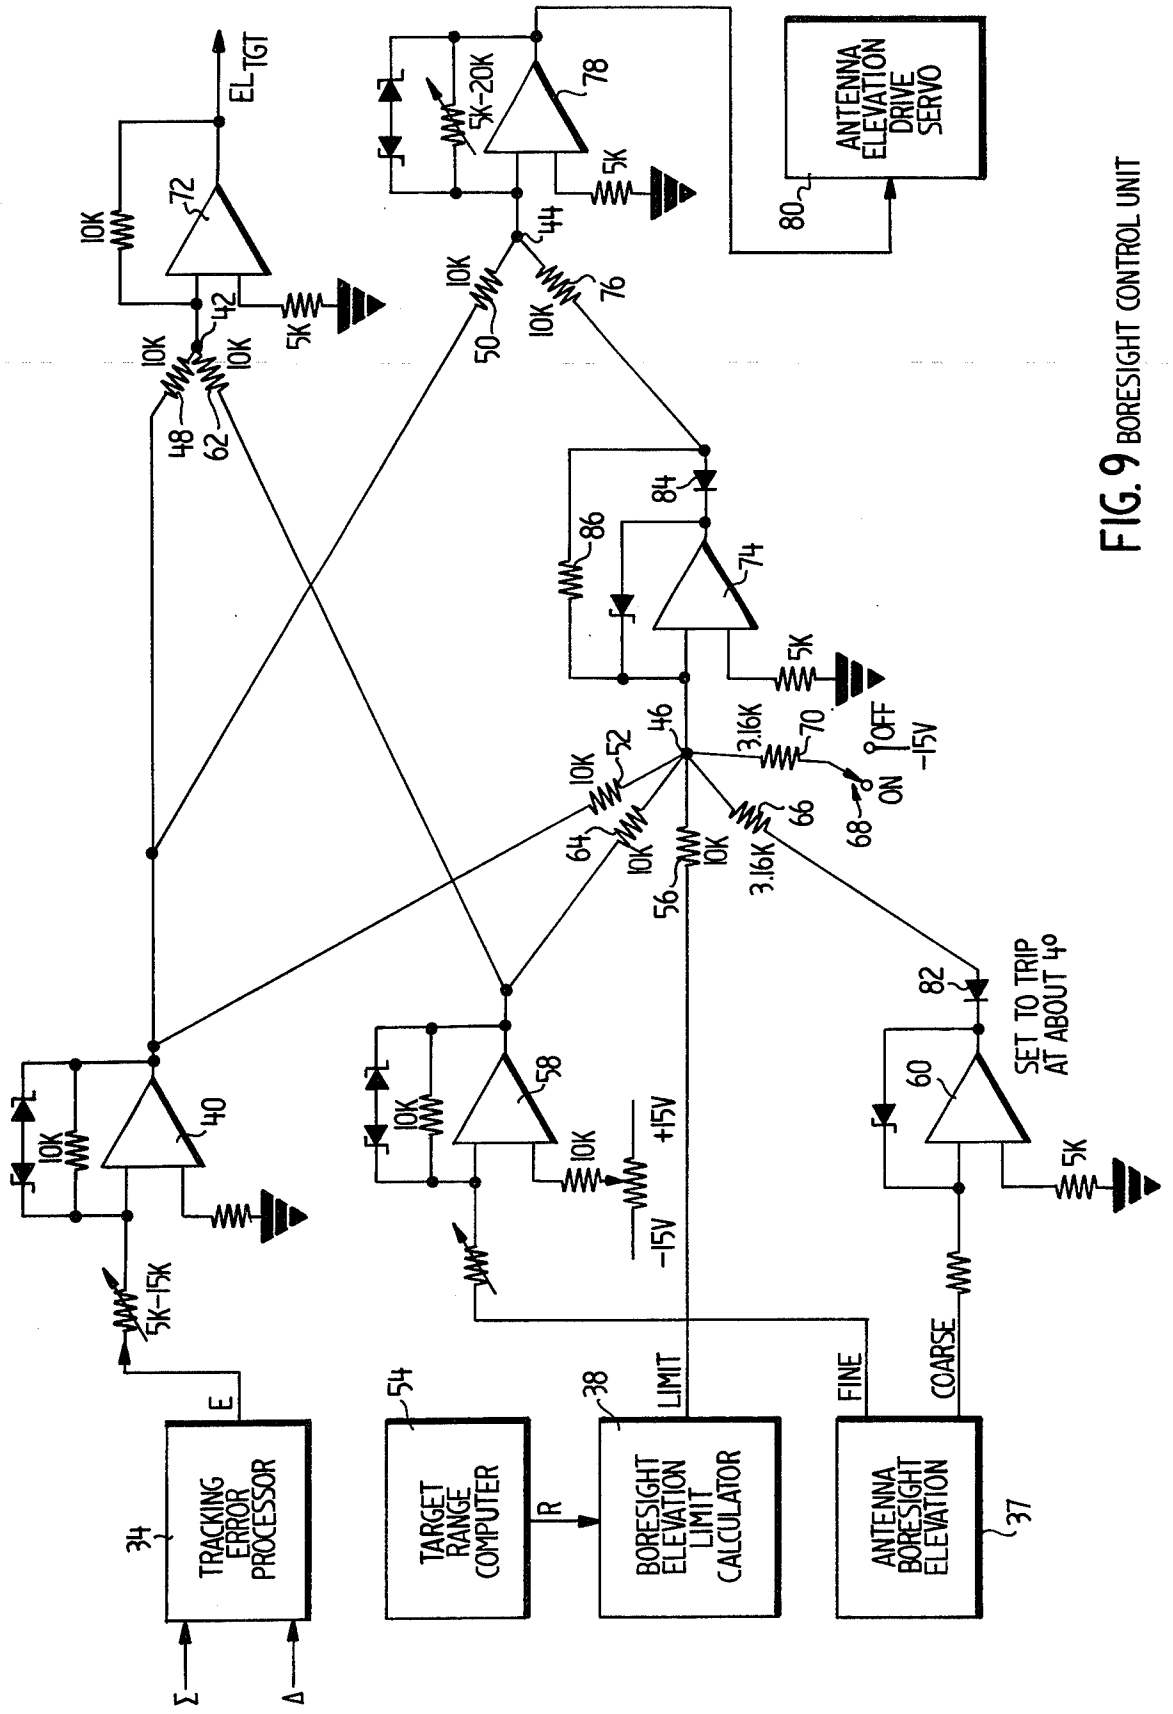 Σ
Δ
34
TRACKING
ERROR
PROCESSOR
E
5K-15K
10K
40
54
TARGET
RANGE
COMPUTER
R
38
BORESIGHT
ELEVATION
LIMIT
CALCULATOR
LIMIT
37
ANTENNA
BORESIGHT
ELEVATION
FINE
COARSE
10K
58
10K
-15V
+15V
60
5K
82
SET TO TRIP
AT ABOUT 4°
10K
52
64
10K
56
10K
3.16K
66
46
3.16K
70
68
ON
OFF
-15V
86
84
74
5K
48
10K
62
10K
42
10K
72
5K
EL TGT
50
10K
44
10K
76
5K-20K
78
5K
80
ANTENNA
ELEVATION
DRIVE
SERVO
FIG. 9 BORESIGHT CONTROL UNIT